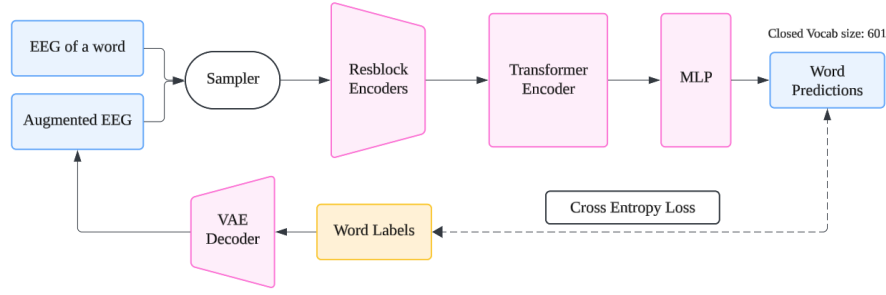 EEG of a word
Augmented EEG
Sampler
Resblock
Encoders
Transformer
Encoder
MLP
Closed Vocab size: 601
Word
Predictions
VAE
Decoder
Word Labels
Cross Entropy Loss